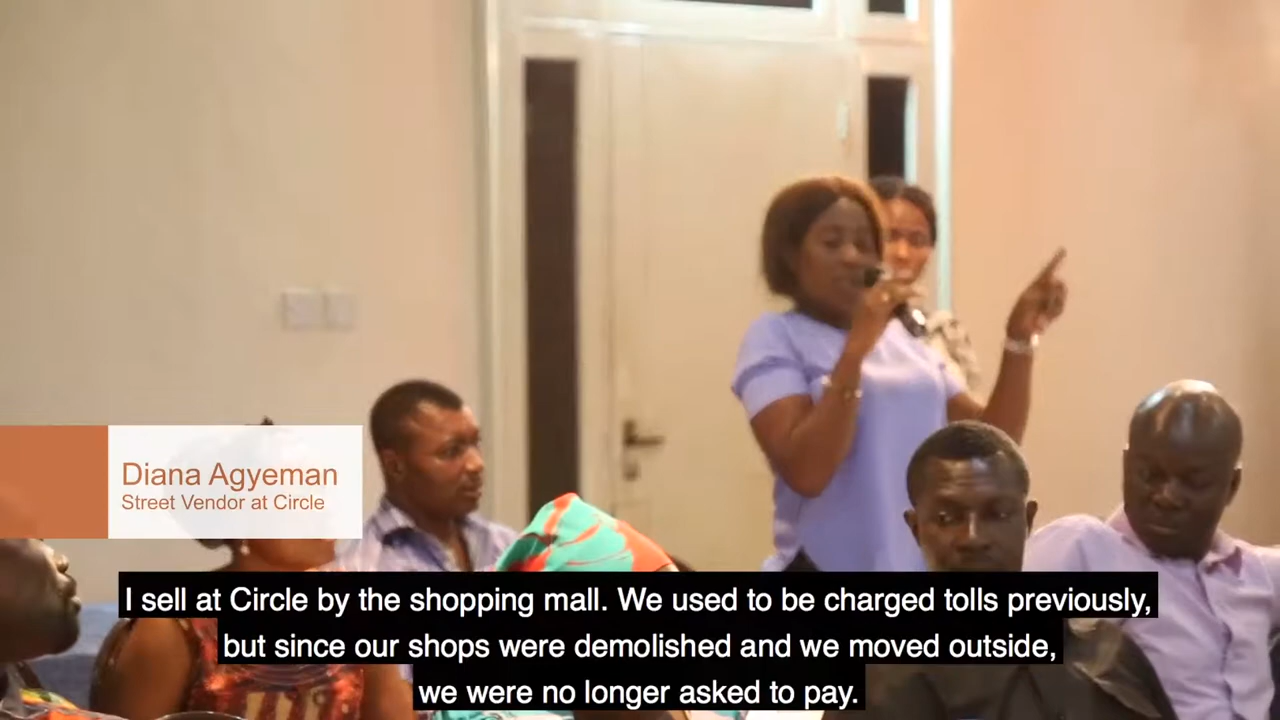 Diana Agyeman
Street Vendor at Circle
I sell at Circle by the shopping mall. We used to be charged tolls previously,
but since our shops were demolished and we moved outside,
we were no longer asked to pay.